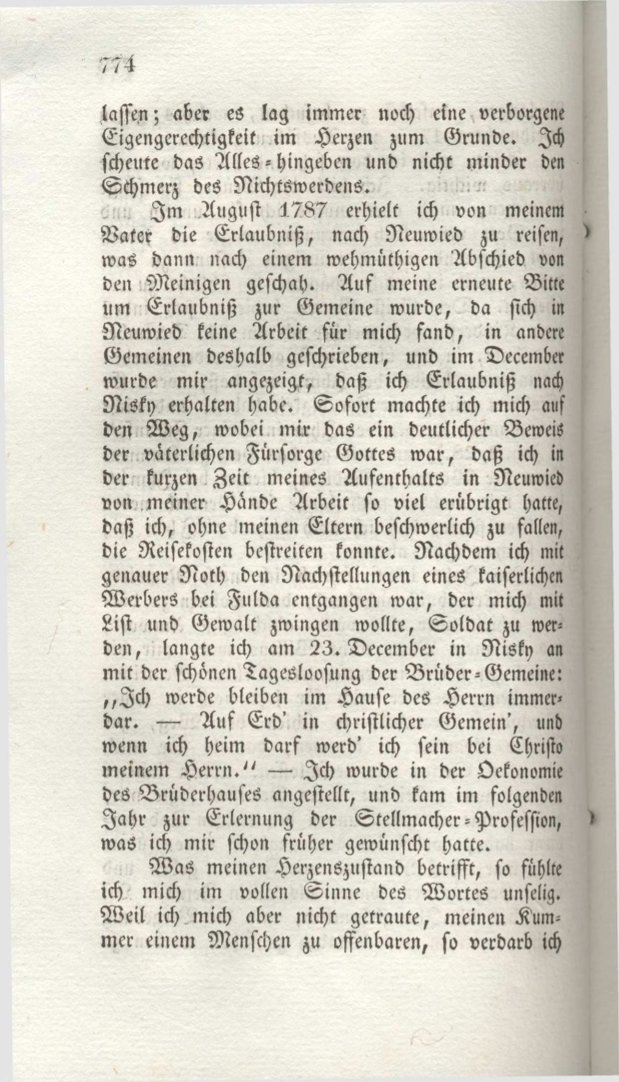 774
lassen; aber es lag immer noch eine verborgene
Eigengerechtigkeit im Herzen zum Grunde. Ich
scheute das Alles-hingeben und nicht minder den
Schmerz des Nichtswerdens.
Im August 1787 erhielt ich von meinem
Vater die Erlaubniß, nach Neuwied zu reisen,
was dann nach einem wehmüthigen Abschied von
den Meinigen geschah. Auf meine erneute Bitte
um Erlaubniß zur Gemeine wurde, da sich in
Neuwied keine Arbeit für mich fand, in andere
Gemeinen deshalb geschrieben, und im December
wurde mir angezeigt, daß ich Erlaubniß nach
Nisky erhalten habe. Sofort machte ich mich auf
den Weg, wobei mir das ein deutlicher Beweis
der väterlichen Fürsorge Gottes war, daß ich in
der kurzen Zeit meines Aufenthalts in Neuwied
von meiner Hände Arbeit so viel erübrigt hatte,
daß ich, ohne meinen Eltern beschwerlich zu fallen,
die Reisekosten bestreiten konnte. Nachdem ich mit
genauer Noth den Nachstellungen eines kaiserlichen
Werbers bei Fulda entgangen war, der mich mit
List und Gewalt zwingen wollte, Soldat zu wer-
den, langte ich am 23. December in Nisky an
mit der schönen Tagesloosung der Brüder-Gemeine:
„Ich werde bleiben im Hause des Herrn immer-
dar. — Auf Erd' in christlicher Gemein', und
wenn ich heim darf werd' ich sein bei Christo
meinem Herrn.“ — Ich wurde in der Oekonomie
des Brüderhauses angestellt, und kam im folgenden
Jahr zur Erlernung der Stellmacher-Profession,
was ich mir schon früher gewünscht hatte.
Was meinen Herzenszustand betrifft, so fühlte
ich mich im vollen Sinne des Wortes unselig.
Weil ich mich aber nicht getraute, meinen Kum-
mer einem Menschen zu offenbaren, so verdarb ich